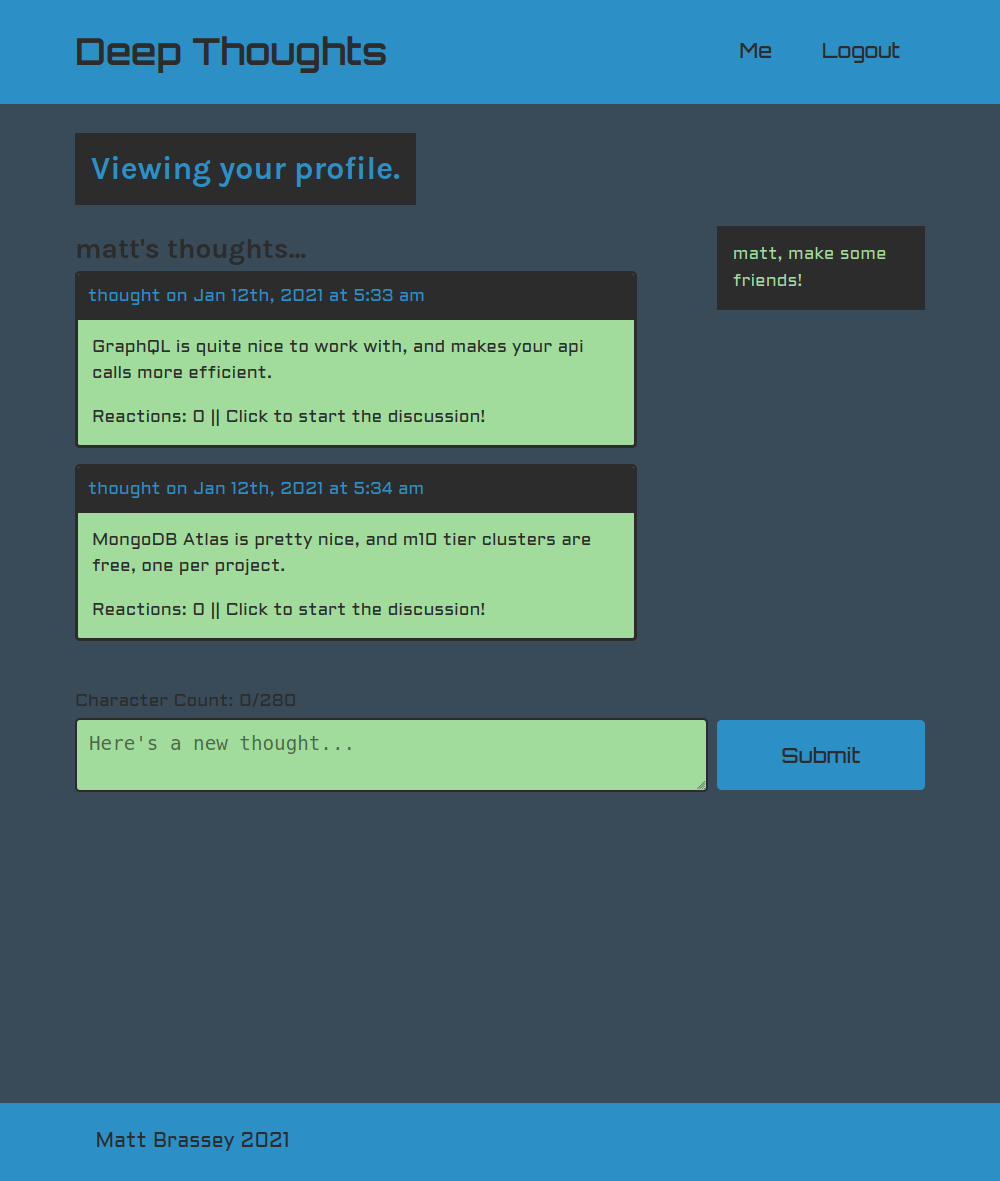 Deep Thoughts
Me
Logout
Viewing your profile.
matt's thoughts...
thought on Jan 12th, 2021 at 5:33 am
GraphQL is quite nice to work with, and makes your api
calls more efficient.
Reactions: 0 || Click to start the discussion!
thought on Jan 12th, 2021 at 5:34 am
MongoDB Atlas is pretty nice, and m10 tier clusters are
free, one per project.
Reactions: 0 || Click to start the discussion!
matt, make some
friends!
Character Count: 0/280
Here's a new thought...
Submit
Matt Brassey 2021